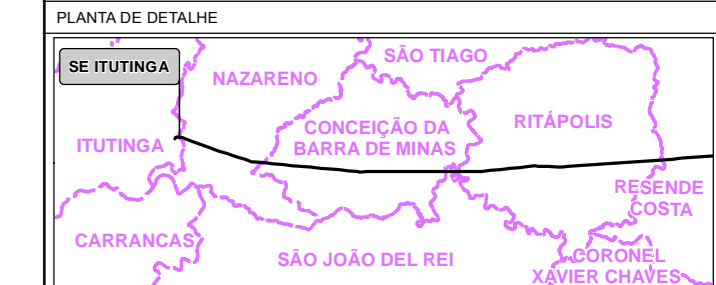 PLANTA DE DETALHE
SE ITUTINGA
SÃO TIAGO
NAZARENO
RITÁPOLIS
CONCEIÇÃO DA
BARRA DE MINAS
ITUTINGA
RESENDE
COSTA
CARRANCAS
SÃO JOÃO DEL REI
CORONEL
XAVIER CHAVES